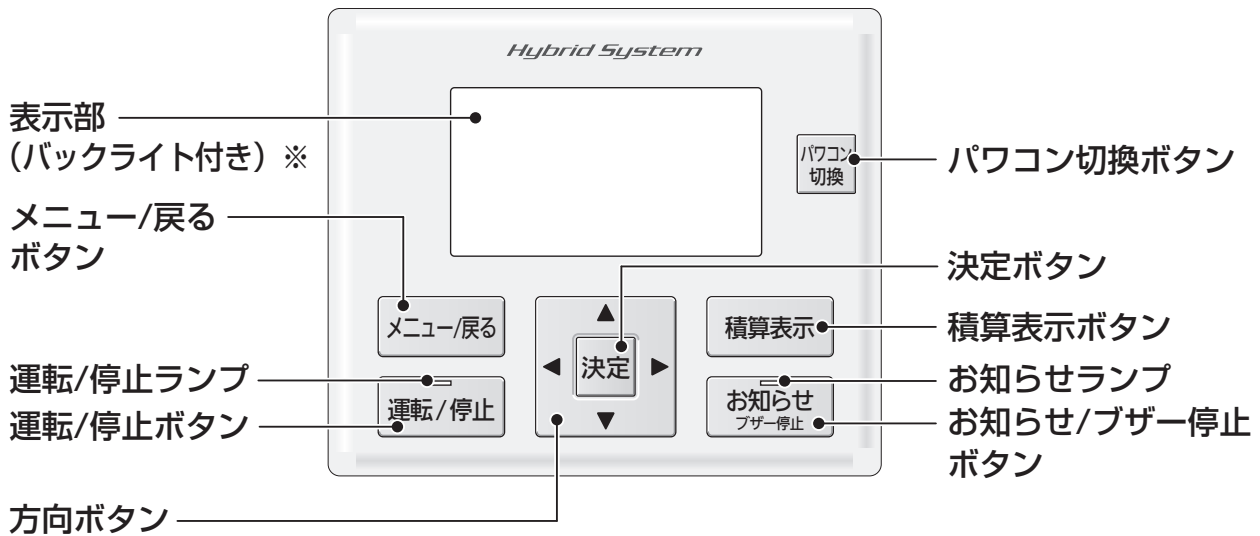 Hybrid System
表示部
(バックライト付き) ※
パワコン
切換
パワコン切換ボタン
メニュー/戻る
ボタン
決定ボタン
メニュー/戻る
▲
積算表示
積算表示ボタン
◀ 決定 ▶
運転/停止ランプ
お知らせランプ
運転/停止
▼
お知らせ
ブザー停止
運転/停止ボタン
お知らせ/ブザー停止
ボタン
方向ボタン